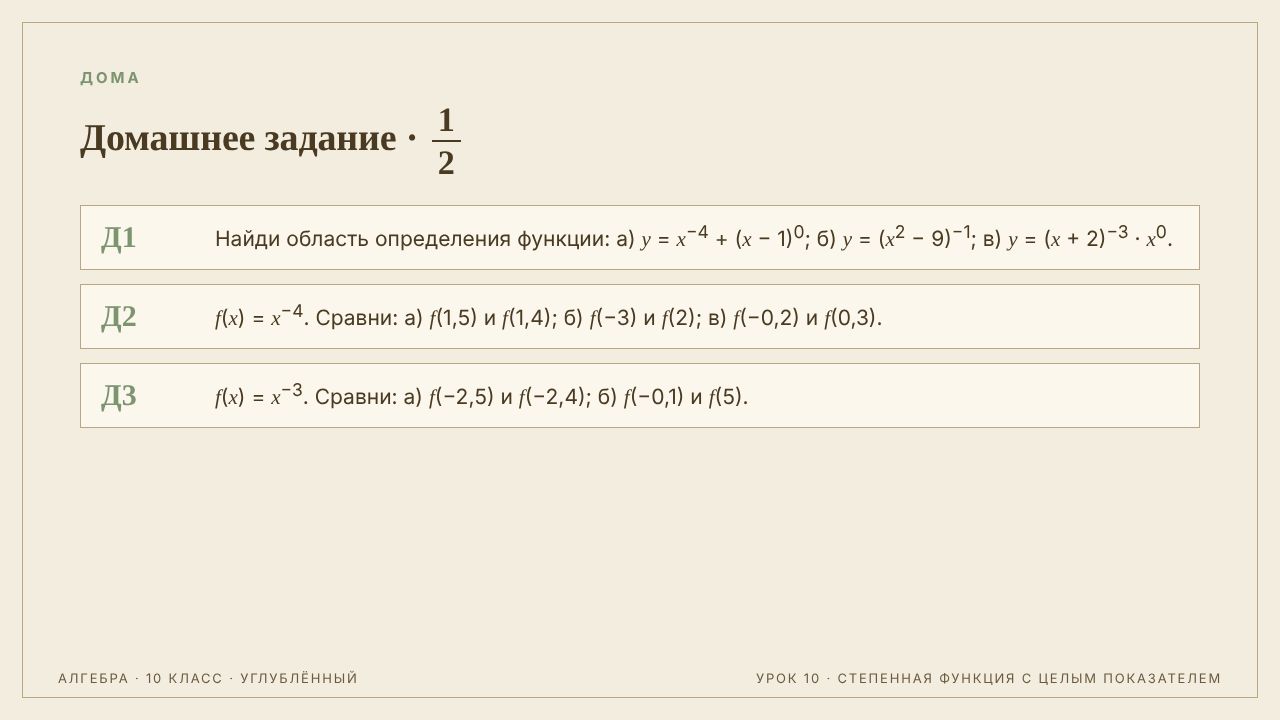 ДОМА
Домашнее задание · 1/2
Д1 Найди область определения функции: а) y = x⁻⁴ + (x − 1)⁰; б) y = (x² − 9)⁻¹; в) y = (x + 2)⁻³ · x⁰.
Д2 f(x) = x⁻⁴. Сравни: а) f(1,5) и f(1,4); б) f(−3) и f(2); в) f(−0,2) и f(0,3).
Д3 f(x) = x⁻³. Сравни: а) f(−2,5) и f(−2,4); б) f(−0,1) и f(5).
АЛГЕБРА · 10 КЛАСС · УГЛУБЛЁННЫЙ
УРОК 10 · СТЕПЕННАЯ ФУНКЦИЯ С ЦЕЛЫМ ПОКАЗАТЕЛЕМ